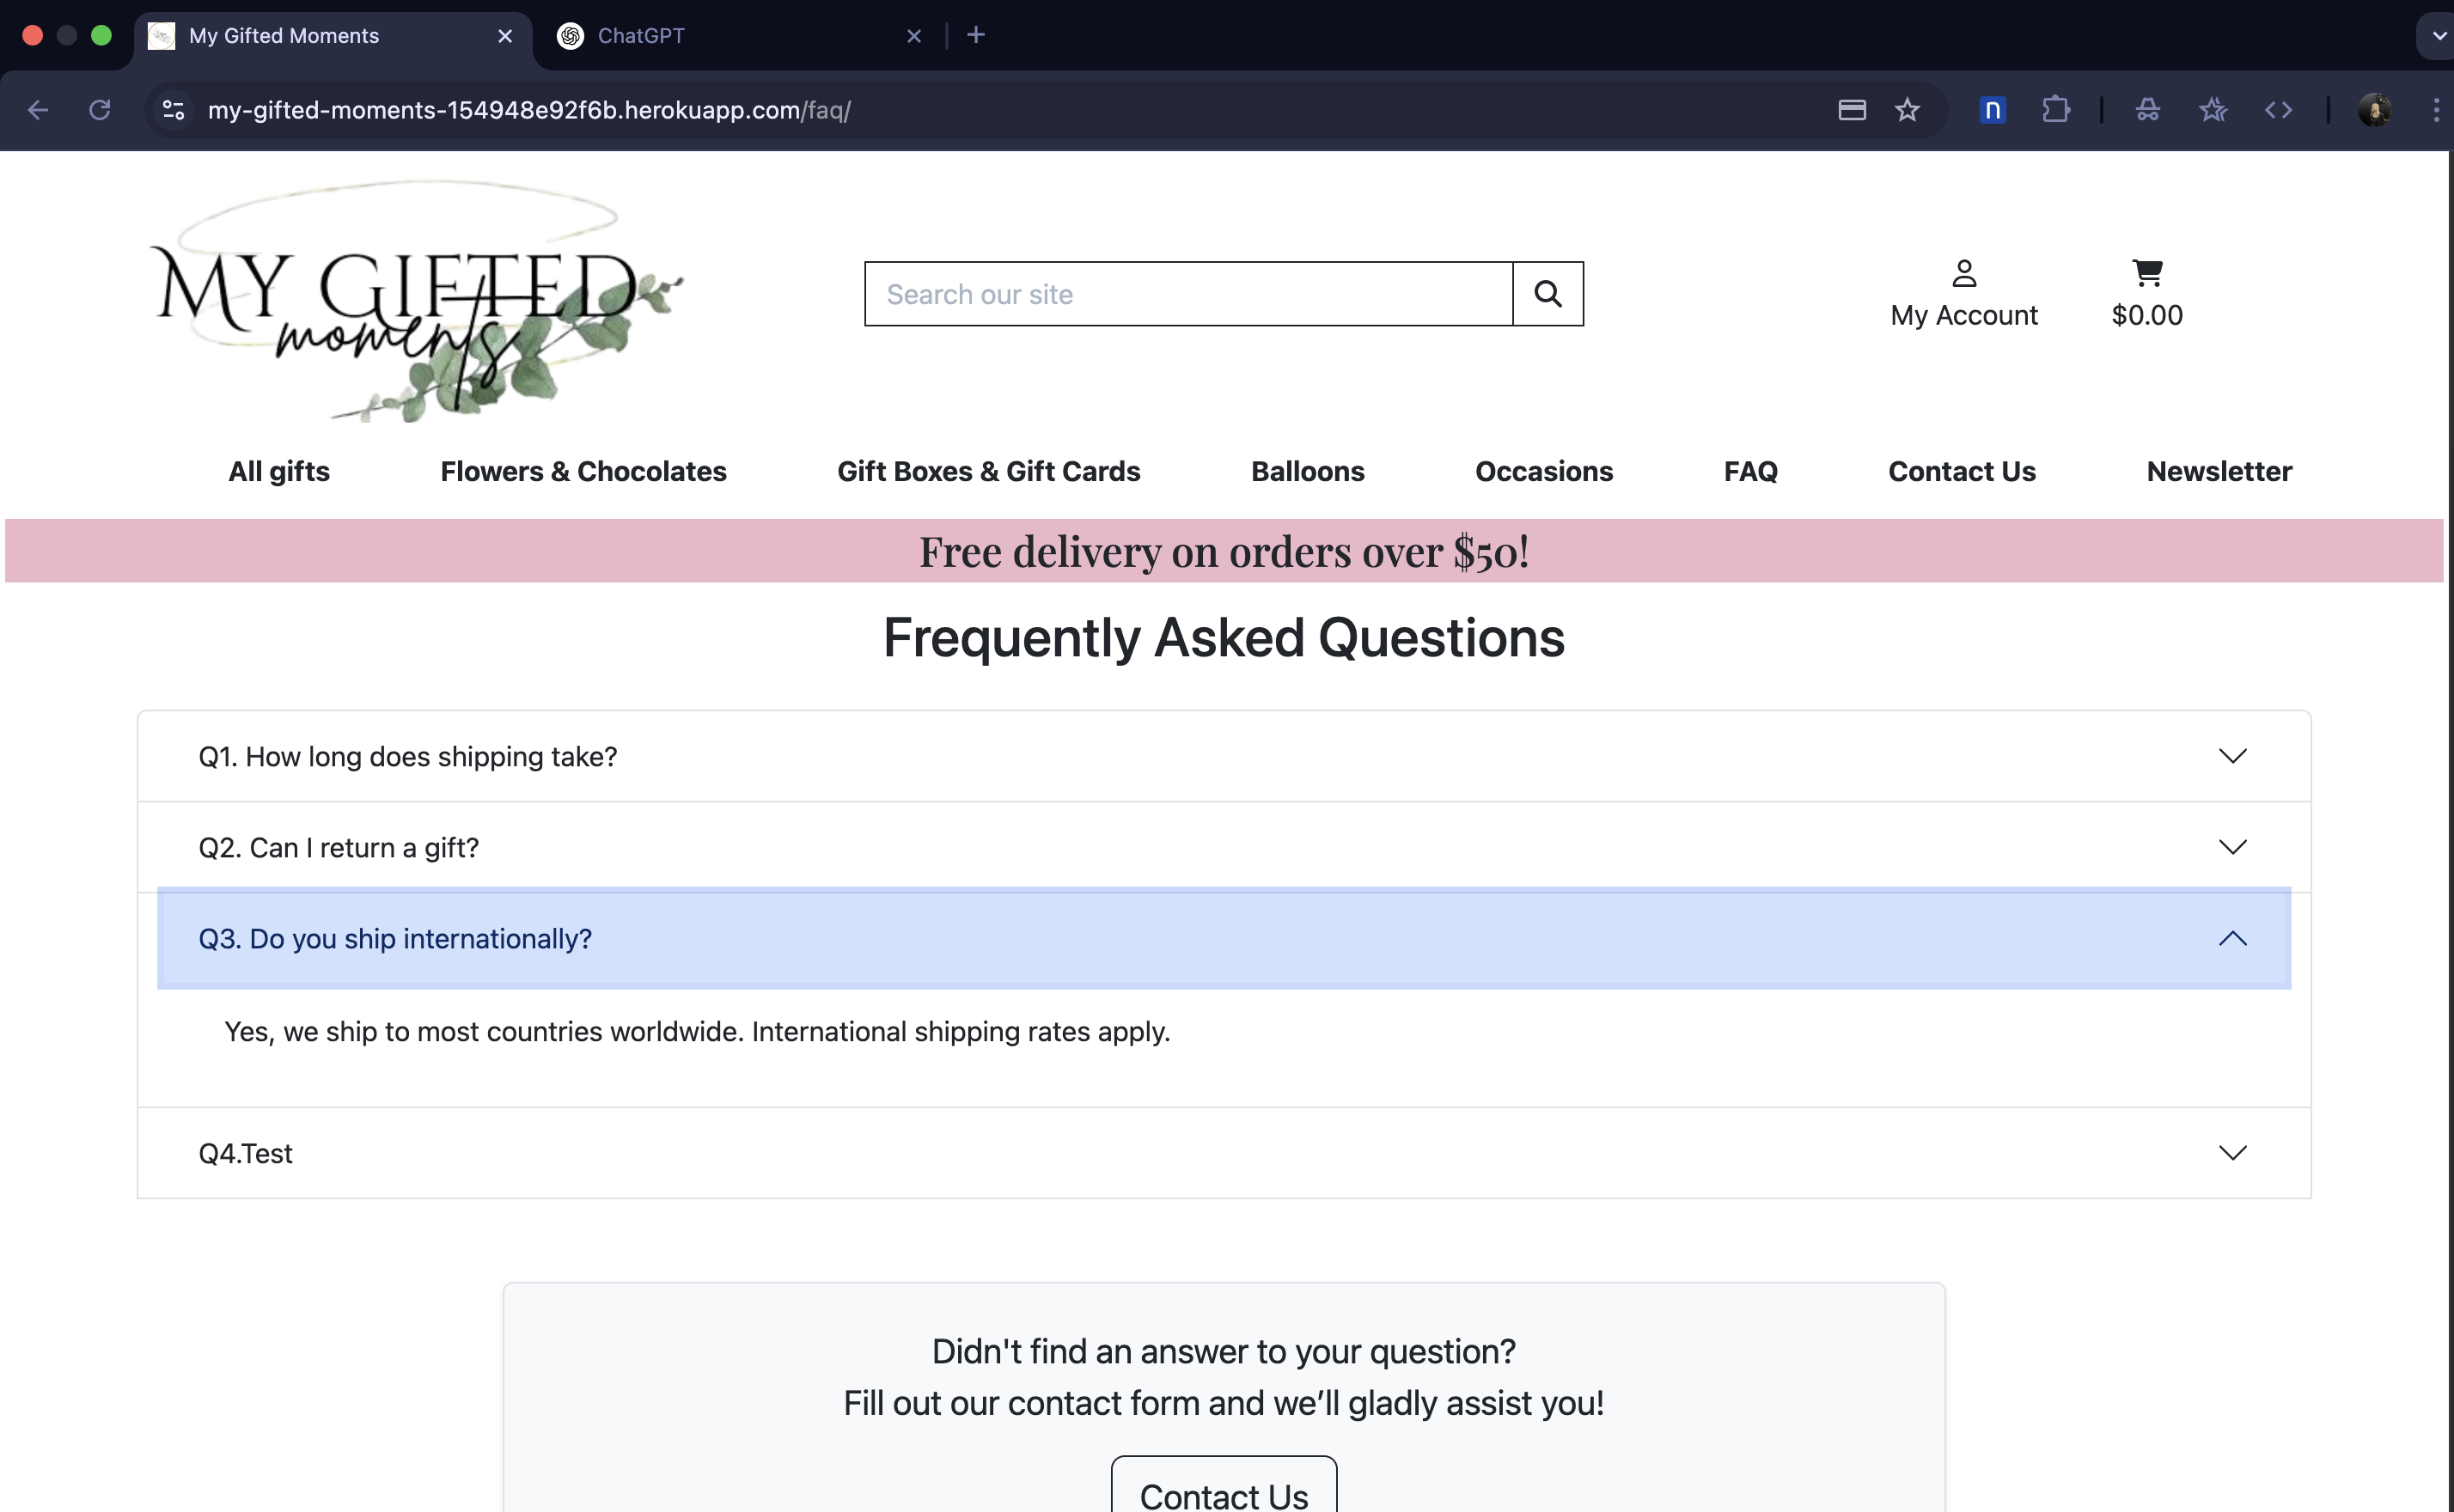 My Gifted Moments
ChatGPT
my-gifted-moments-154948e92f6b.herokuapp.com/faq/
n
MY GIFTED
moments
Search our site
My Account
$0.00
All gifts
Flowers & Chocolates
Gift Boxes & Gift Cards
Balloons
Occasions
FAQ
Contact Us
Newsletter
Free delivery on orders over $50!
Frequently Asked Questions
Q1. How long does shipping take?
Q2. Can I return a gift?
Q3. Do you ship internationally?
Yes, we ship to most countries worldwide. International shipping rates apply.
Q4.Test
Didn't find an answer to your question?
Fill out our contact form and we’ll gladly assist you!
Contact Us